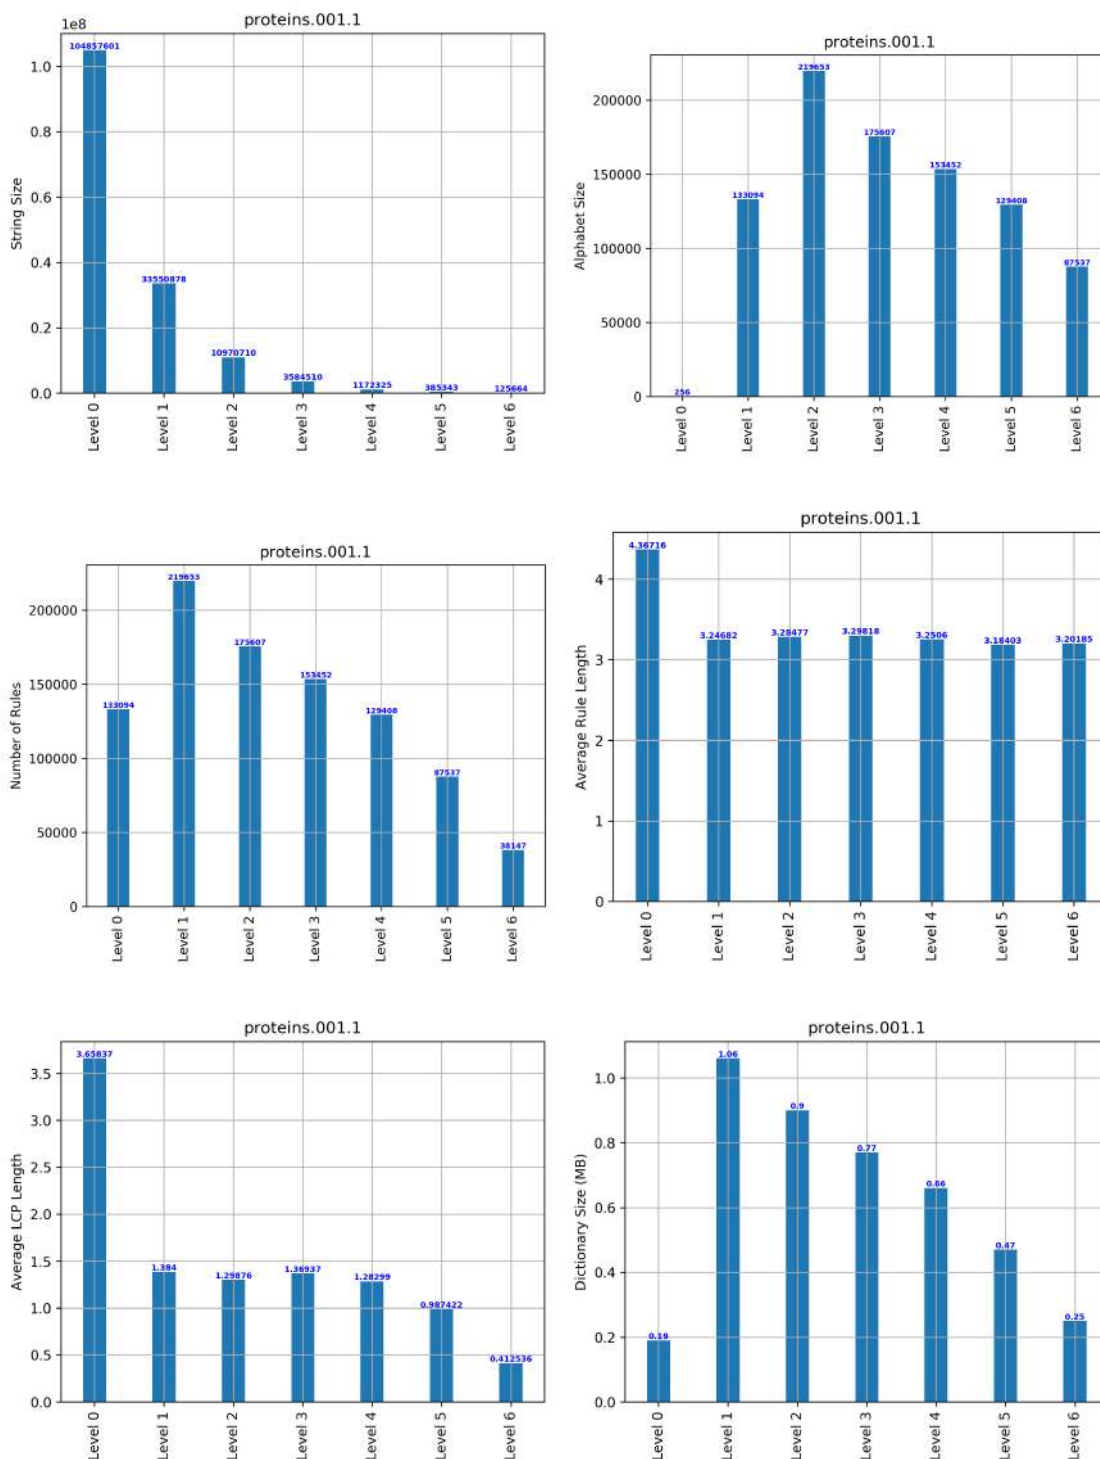 proteins.001.1
1e8
String Size
1.0
0.8
0.6
0.4
0.2
0.0
104857601
33550878
10970710
3584510
1172325
385343
125664
Level 0
Level 1
Level 2
Level 3
Level 4
Level 5
Level 6
proteins.001.1
Alphabet Size
200000
150000
100000
50000
0
256
133094
219653
175607
153452
129408
87537
Level 0
Level 1
Level 2
Level 3
Level 4
Level 5
Level 6
proteins.001.1
Number of Rules
200000
150000
100000
50000
0
133094
219653
175607
153452
129408
87537
38147
Level 0
Level 1
Level 2
Level 3
Level 4
Level 5
Level 6
proteins.001.1
Average Rule Length
4
3
2
1
0
4.36716
3.24682
3.28477
3.29818
3.2506
3.18403
3.20185
Level 0
Level 1
Level 2
Level 3
Level 4
Level 5
Level 6
proteins.001.1
Average LCP Length
3.5
3.0
2.5
2.0
1.5
1.0
0.5
0.0
3.65837
1.384
1.29876
1.36937
1.28299
0.987422
0.412536
Level 0
Level 1
Level 2
Level 3
Level 4
Level 5
Level 6
proteins.001.1
Dictionary Size (MB)
1.0
0.8
0.6
0.4
0.2
0.0
0.19
1.06
0.9
0.77
0.66
0.47
0.25
Level 0
Level 1
Level 2
Level 3
Level 4
Level 5
Level 6